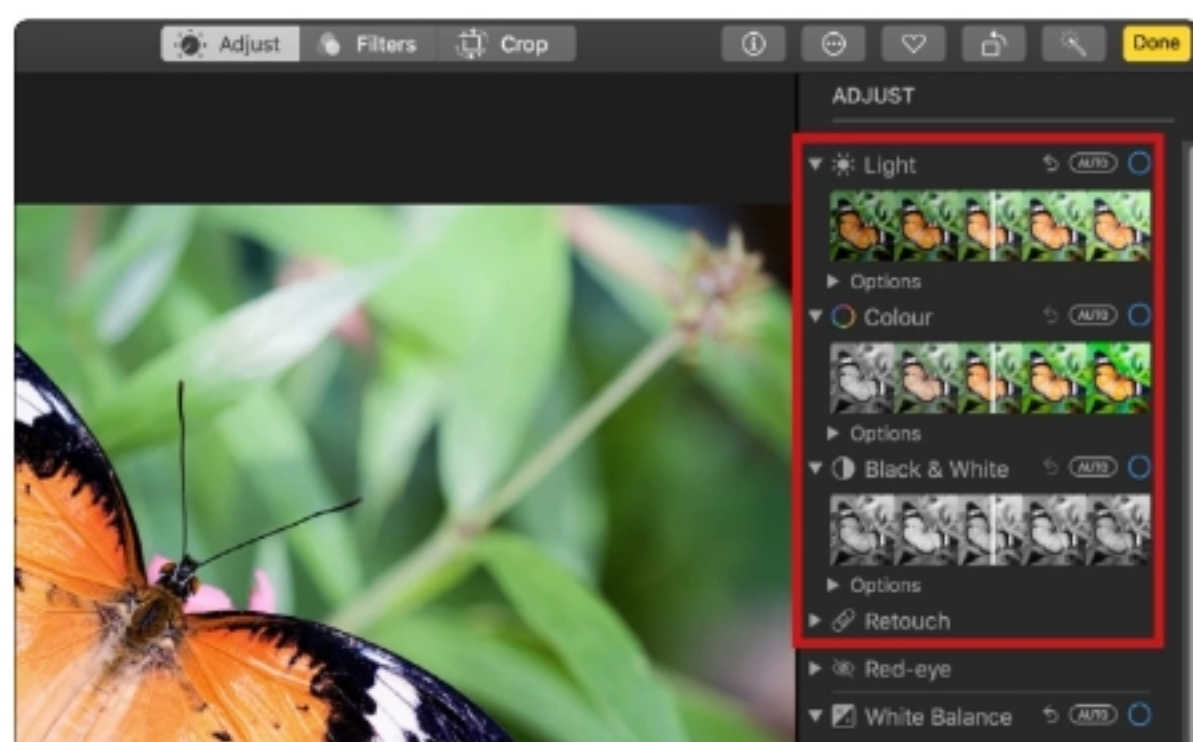 Adjust Filters Crop Done
ADJUST
Light AUTO
Options
Colour AUTO
Options
Black & White AUTO
Options
Retouch
Red-eye
White Balance AUTO